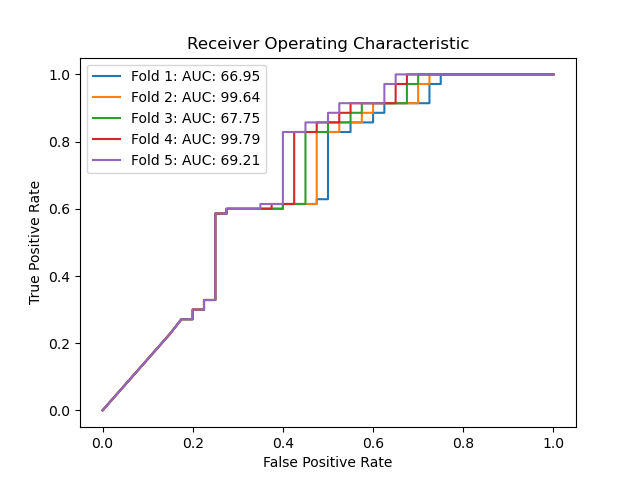 Receiver Operating Characteristic
Fold 1: AUC: 66.95
Fold 2: AUC: 99.64
Fold 3: AUC: 67.75
Fold 4: AUC: 99.79
Fold 5: AUC: 69.21
1.0
0.8
0.6
0.4
0.2
0.0
True Positive Rate
0.0 0.2 0.4 0.6 0.8 1.0
False Positive Rate